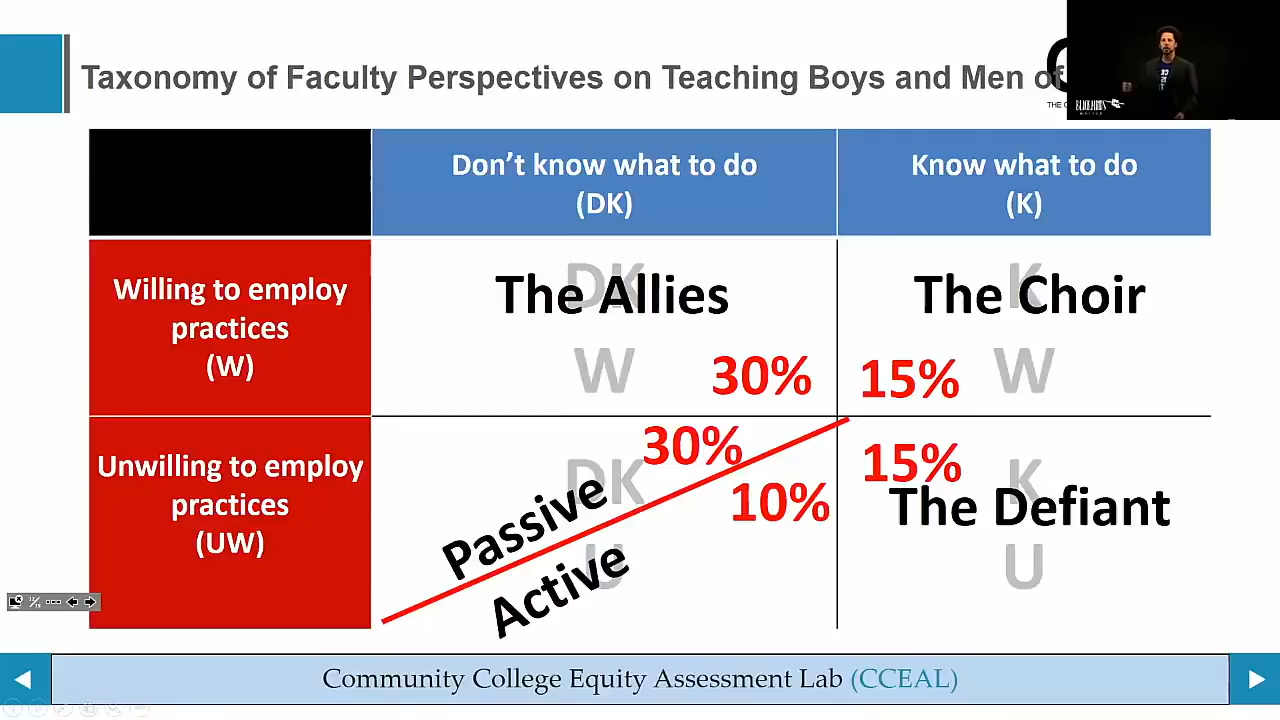 Taxonomy of Faculty Perspectives on Teaching Boys and Men of
THE
Don't know what to do
(DK)
Know what to do
(K)
Willing to employ
practices
(W)
DK
The Allies
W
30%
K
The Choir
15%
W
Unwilling to employ
practices
(UW)
30%
DK
Passive
10%
U
Active
15%
K
The Defiant
U
Community College Equity Assessment Lab (CCEAL)